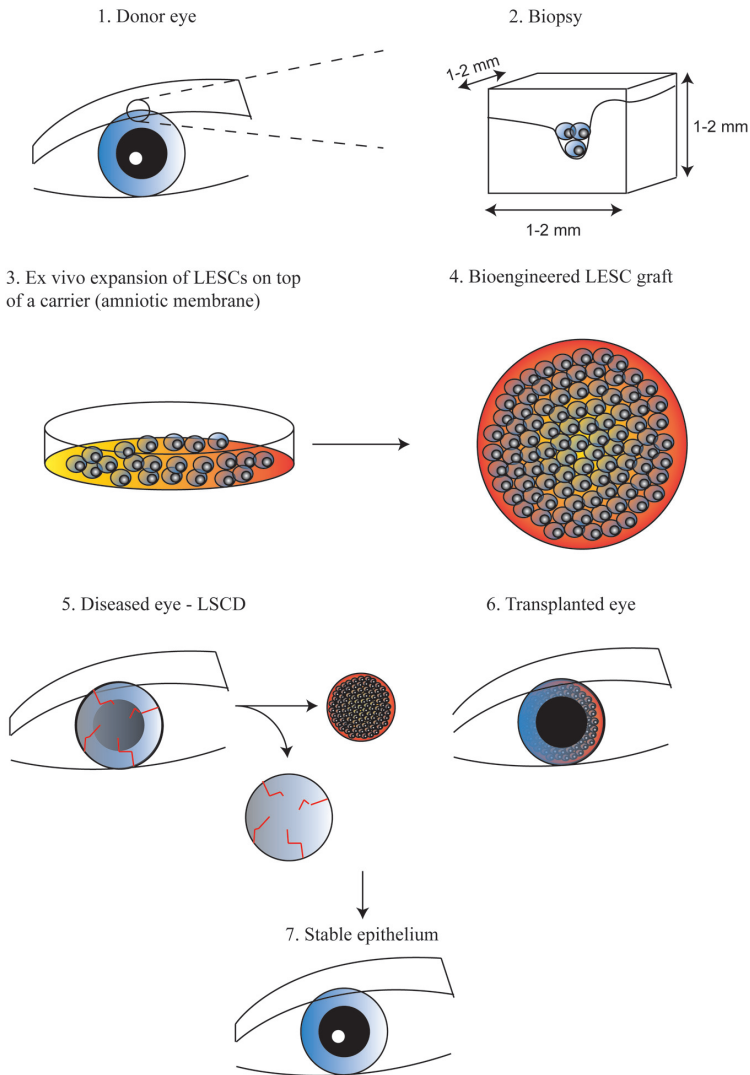 1. Donor eye
2. Biopsy
1-2 mm
1-2 mm
1-2 mm
3. Ex vivo expansion of LESCs on top
of a carrier (amniotic membrane)
4. Bioengineered LESC graft
5. Diseased eye - LSCD
6. Transplanted eye
7. Stable epithelium